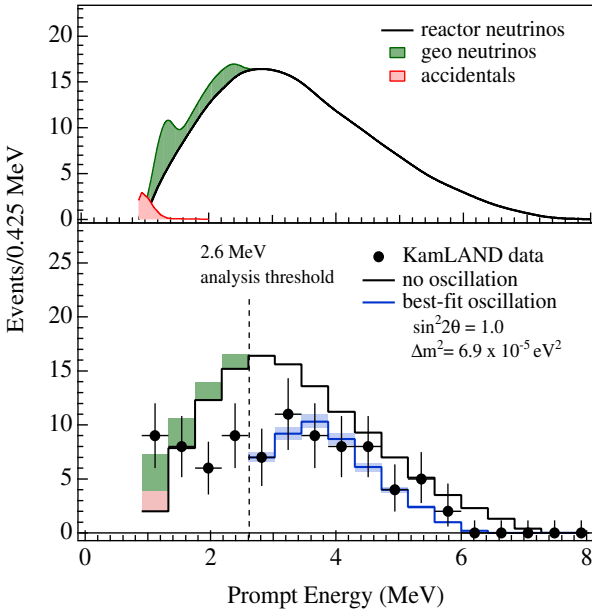 reactor neutrinos
geo neutrinos
accidentals
20
15
10
5
0
Events/0.425 MeV
2.6 MeV
analysis threshold
KamLAND data
no oscillation
best-fit oscillation
sin²2θ = 1.0
Δm²= 6.9 x 10⁻⁵ eV²
25
20
15
10
5
0
0 2 4 6 8
Prompt Energy (MeV)